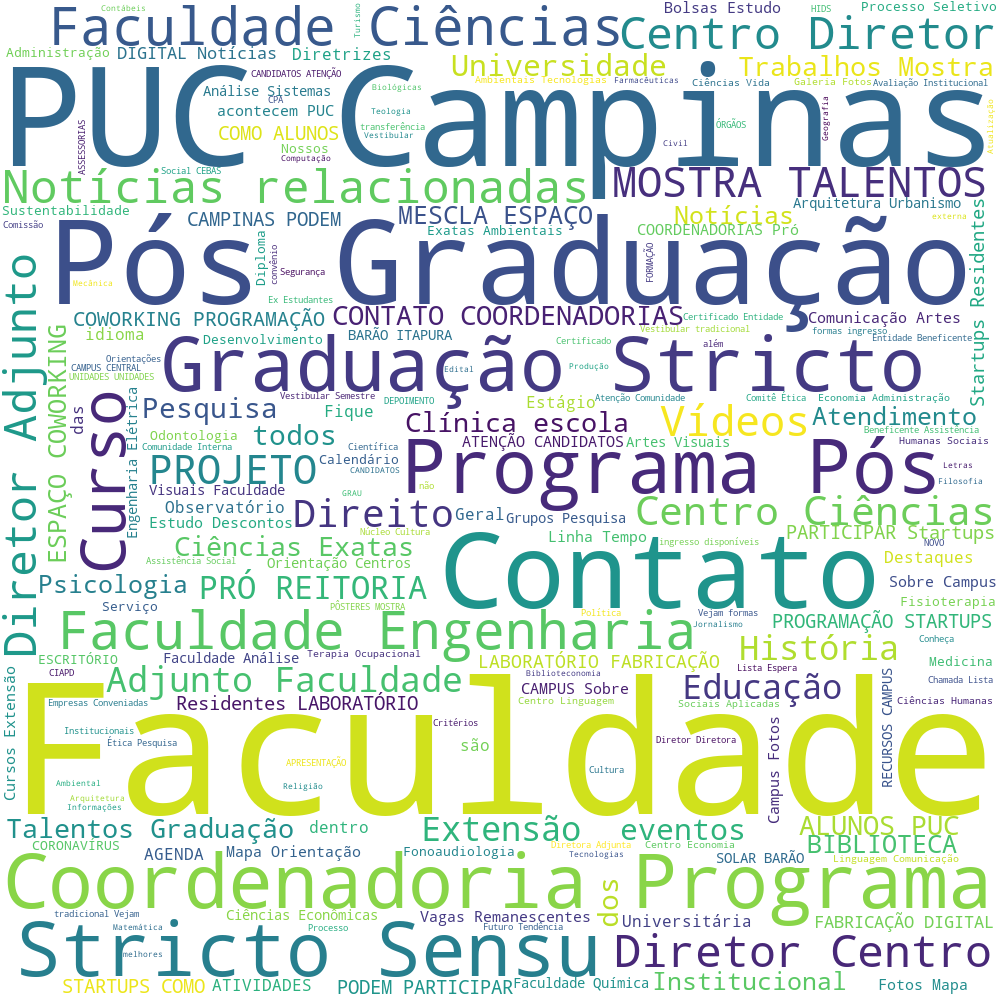 Contábeis
Turismo
Bolsas Estudo
HIDS
Processo Seletivo
Faculdade Ciências
Centro Diretor
Administração
DIGITAL Notícias
Diretrizes
Universidade
Trabalhos Mostra
CANDIDATOS ATENÇÃO
Ambientais Tecnologias
Farmacêuticas
Ciências Vida
Galeria Fotos
Avaliação Institucional
PUC Campinas
Análise Sistemas
Biológicas
CPA
acontecem PUC
Teologia
Geografia
Atualização
ASSESSORIAS
COMO ALUNOS
transferência
Vestibular
ÓRGÃOS
Nossos
Computação
Civil
Social CEBAS
Notícias relacionadas
MOSTRA TALENTOS
Sustentabilidade
CAMPINAS PODEM
MESCLA ESPAÇO
Notícias
Arquitetura Urbanismo
externa
Comissão
Exatas Ambientais
COORDENADORIAS Pró
Pós Graduação
Diploma
convênio
Segurança
FORMAÇÃO
Startups Residentes
Mecânica
Ex Estudantes
COWORKING PROGRAMAÇÃO
CONTATO COORDENADORIAS
Certificado Entidade
Comunicação Artes
idioma
Desenvolvimento
BARÃO ITAPURA
Vestibular tradicional
formas ingresso
Entidade Beneficente
Certificado
além
Orientações
CAMPUS CENTRAL
UNIDADES UNIDADES
Graduação Stricto
Edital
Produção
Diretor Adjunto
ESPAÇO COWORKING
Curso
das
Engenharia Elétrica
Vestibular Semestre
DEPOIMENTO
Atenção Comunidade
Comitê Ética
Economia Administração
Pesquisa
Fique
Estágio
Vídeos
Atendimento
Clínica escola
Odontologia
todos
ATENÇÃO CANDIDATOS
Artes Visuais
Beneficente Assistência
Humanas Sociais
Comunidade Interna
Científica
PROJETO
Calendário
CANDIDATOS
Programa Pós
Letras
Filosofia
Visuais Faculdade
GRAU
não
Observatório
Direito
Geral
Grupos Pesquisa
Centro Ciências
Estudo Descontos
Núcleo Cultura
Linha Tempo
ingresso disponíveis
PARTICIPAR Startups
NOVO
Ciências Exatas
Contato
Assistência Social
Orientação Centros
Destaques
Psicologia
PRÓ REITORIA
Sobre Campus
Serviço
PÔSTERES MOSTRA
Fisioterapia
Política
Vejam formas
Jornalismo
PROGRAMAÇÃO STARTUPS
Faculdade Engenharia
História
Conheça
ESCRITÓRIO
Faculdade Análise
Terapia Ocupacional
LABORATÓRIO FABRICAÇÃO
Lista Espera
Medicina
CIAPD
Adjunto Faculdade
Biblioteconomia
CAMPUS Sobre
Educação
Chamada Lista
Cursos Extensão
Empresas Conveniadas
Residentes LABORATÓRIO
Centro Linguagem
Sociais Aplicadas
RECURSOS CAMPUS
Ciências Humanas
Campus Fotos
Faculdade
Institucionais
Critérios
Ética Pesquisa
são
Diretor Diretora
APRESENTAÇÃO
Cultura
Ambiental
Religião
Arquitetura
Informações
Talentos Graduação
dentro
Extensão
eventos
ALUNOS PUC
CORONAVÍRUS
BIBLIOTECA
AGENDA
Mapa Orientação
Fonoaudiologia
Diretora Adjunta
Tecnologias
Centro Economia
SOLAR BARÃO
Linguagem Comunicação
Coordenadoria
dos
Programa
tradicional Vejam
Ciências Econômicas
Vagas Remanescentes
Universitária
FABRICAÇÃO DIGITAL
Matemática
Processo
Futuro Tendência
melhores
Stricto Sensu
Diretor Centro
STARTUPS COMO
ATIVIDADES
PODEM PARTICIPAR
Faculdade Química
Institucional
Fotos Mapa